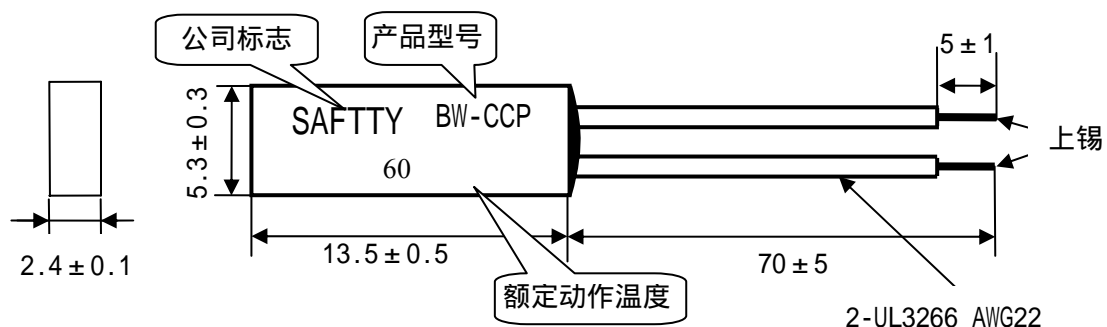 公司标志
产品型号
5±1
SAFTTY BW-CCP
60
5.3±0.3
上锡
2.4±0.1
13.5±0.5
70±5
额定动作温度
2-UL3266 AWG22